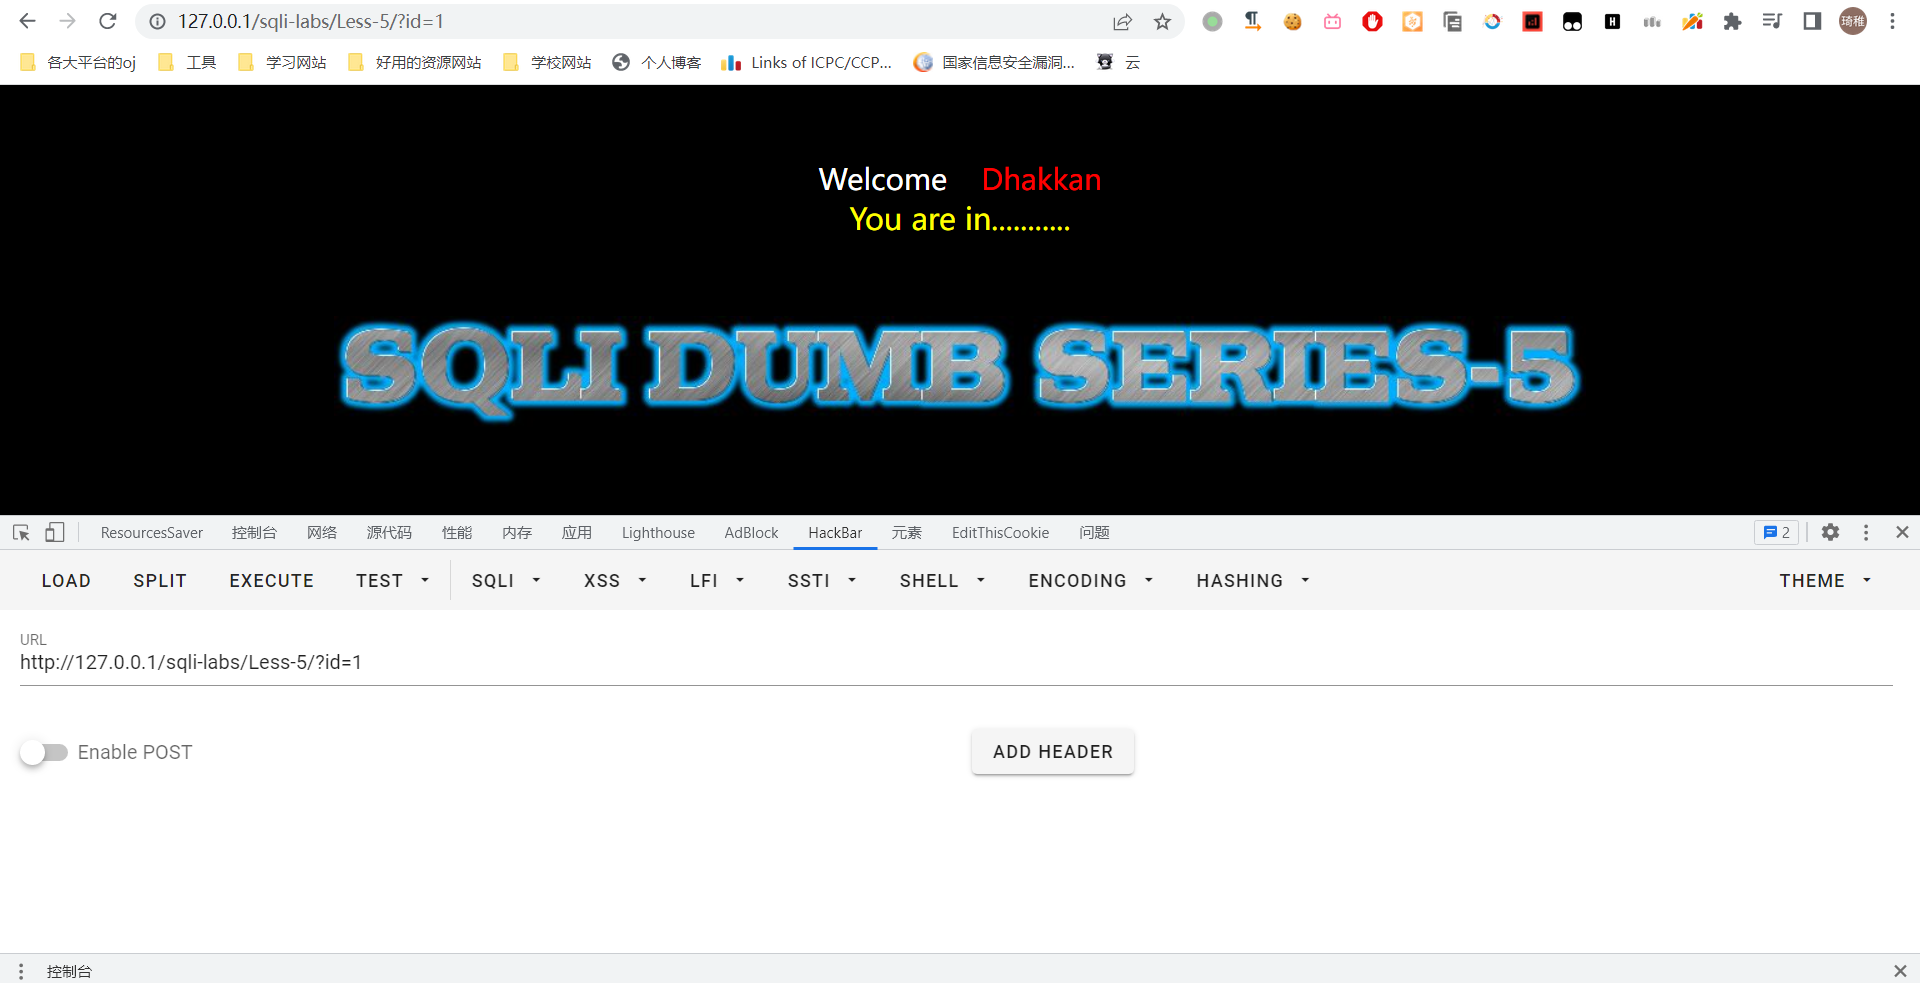 127.0.0.1/sqli-labs/Less-5/?id=1
琦稚
各大平台的oj 工具 学习网站 好用的资源网站 学校网站 个人博客 Links of ICPC/CCP... 国家信息安全漏洞... 云
Welcome Dhakkan
You are in...........
SQLI DUMB SERIES-5
ResourcesSaver 控制台 网络 源代码 性能 内存 应用 Lighthouse AdBlock HackBar 元素 EditThisCookie 问题 2
LOAD SPLIT EXECUTE TEST SQLI XSS LFI SSTI SHELL ENCODING HASHING THEME
URL
http://127.0.0.1/sqli-labs/Less-5/?id=1
Enable POST ADD HEADER
控制台